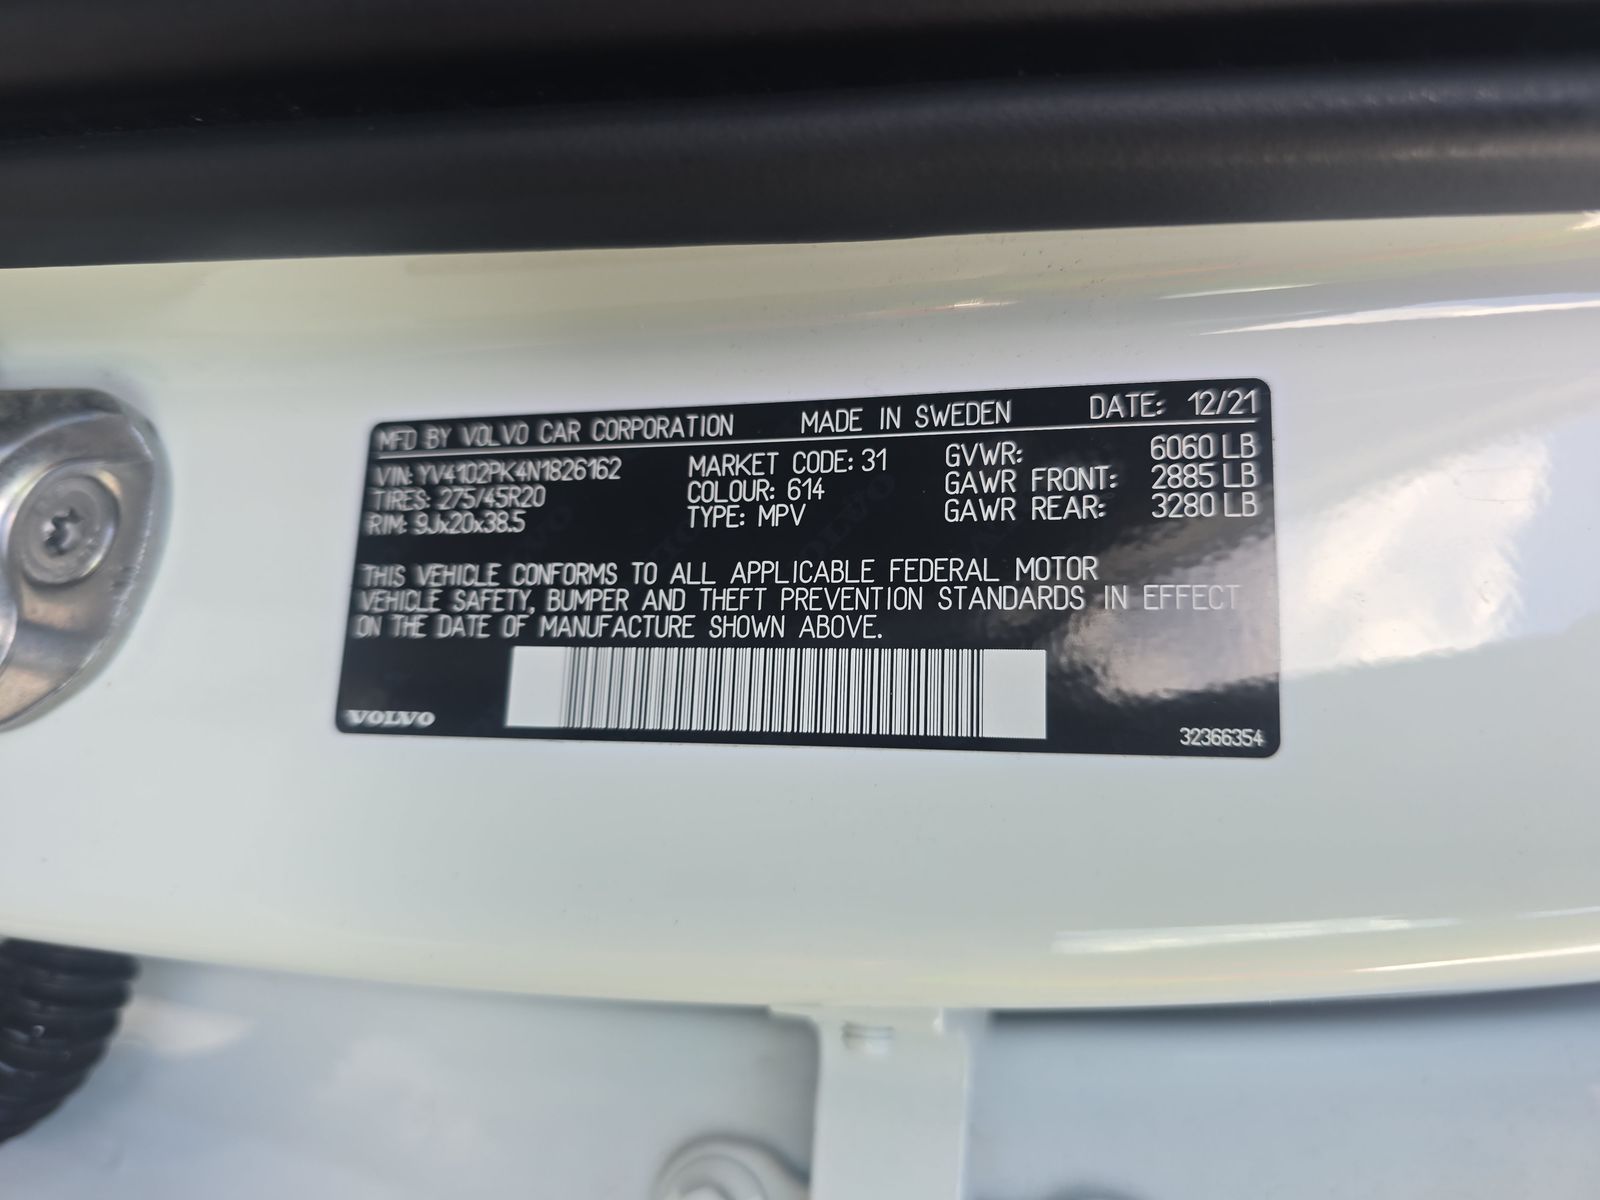 MFD BY VOLVO CAR CORPORATION MADE IN SWEDEN DATE: 12/21
VIN: YV4102PK4N1826162 MARKET CODE: 31 GVWR: 6060 LB
TIRES: 275/45R20 COLOUR: 614 GAWR FRONT: 2885 LB
RIM: 9Jx20x38.5 TYPE: MPV GAWR REAR: 3280 LB
THIS VEHICLE CONFORMS TO ALL APPLICABLE FEDERAL MOTOR
VEHICLE SAFETY, BUMPER AND THEFT PREVENTION STANDARDS IN EFFECT
ON THE DATE OF MANUFACTURE SHOWN ABOVE.
VOLVO 32366354